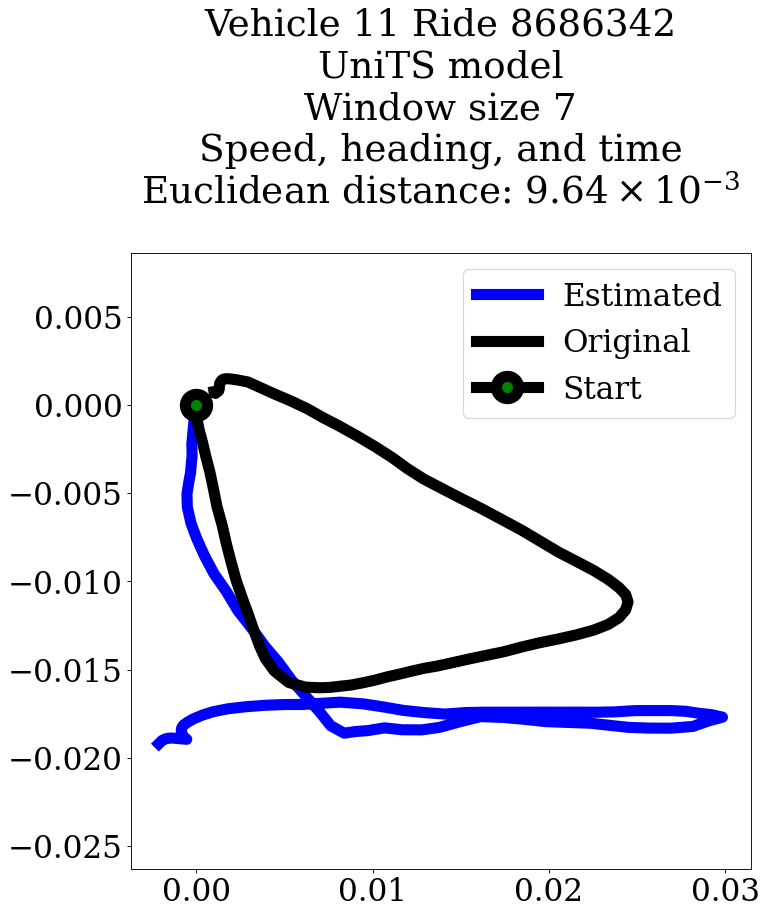 Vehicle 11 Ride 8686342
UniTS model
Window size 7
Speed, heading, and time
Euclidean distance: 9.64 × 10⁻³
Estimated
Original
Start
0.005
0.000
−0.005
−0.010
−0.015
−0.020
−0.025
0.00 0.01 0.02 0.03